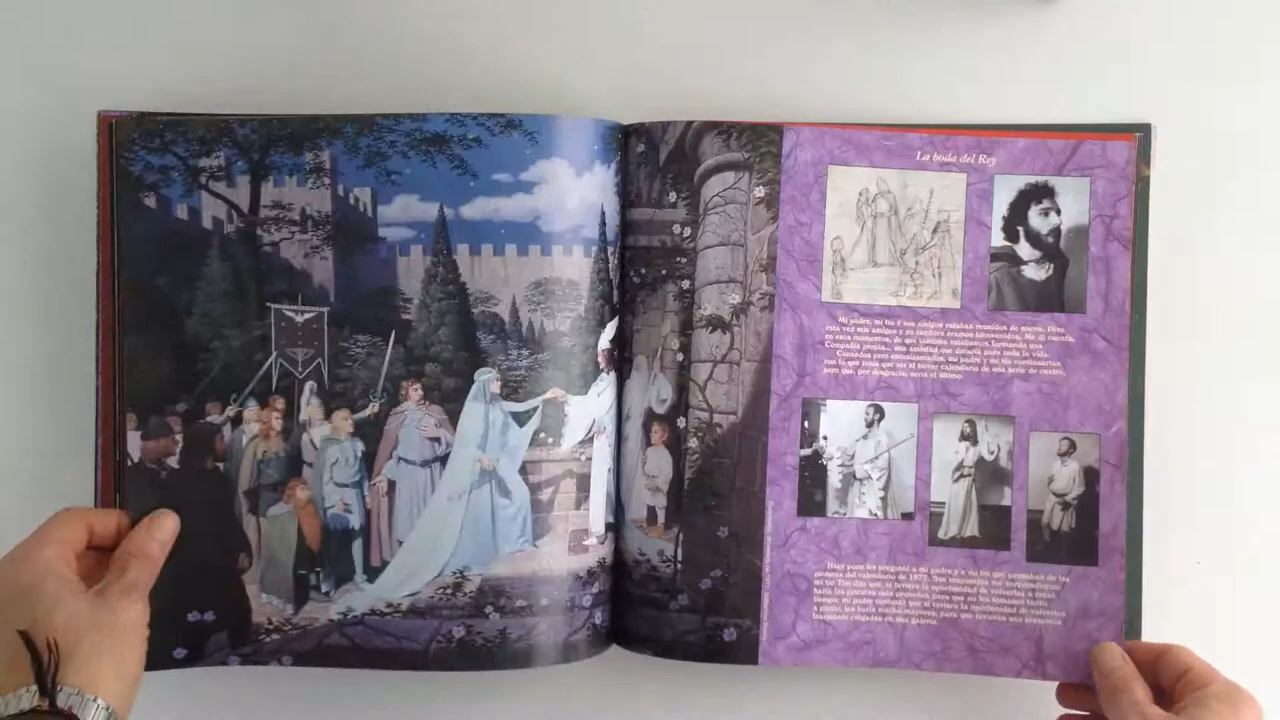 La boda del Rey
Mi padre, mi tío y sus amigos estaban reunidos de nuevo. Pero
esta vez mis amigos y yo también éramos bienvenidos. Me di cuenta,
en esos momentos, de que también estábamos formando una
Compañía propia... una amistad que duraría para toda la vida.
Cansados pero entusiasmados, mi padre y mi tío continuarían
con lo que tenía que ser el tercer calendario de una serie de cuatro,
pero que, por desgracia, sería el último.
Hace poco les pregunté a mi padre y a mi tío qué pensaban de las
pinturas del calendario de 1977. Sus respuestas me sorprendieron:
mi tío Tim dijo que, si tuviera la oportunidad de volverlas a crear,
haría las pinturas más pequeñas para que no les tomasen tanto
tiempo; mi padre contestó que si tuviera la oportunidad de volverlas
a pintar, las haría mucho mayores, para que tuvieran una presencia
fascinante colgadas en una galería.